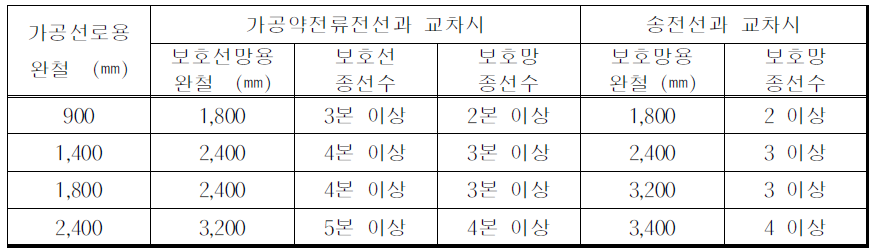 가공선로용 완철 (㎜) 가공약전류전선과 교차시 송전선과 교차시
보호선망용 완철 (㎜) 보호선 종선수 보호망 종선수 보호망용 완철 (㎜) 보호망 종선수
900 1,800 3본 이상 2본 이상 1,800 2 이상
1,400 2,400 4본 이상 3본 이상 2,400 3 이상
1,800 2,400 4본 이상 3본 이상 3,200 3 이상
2,400 3,200 5본 이상 4본 이상 3,400 4 이상